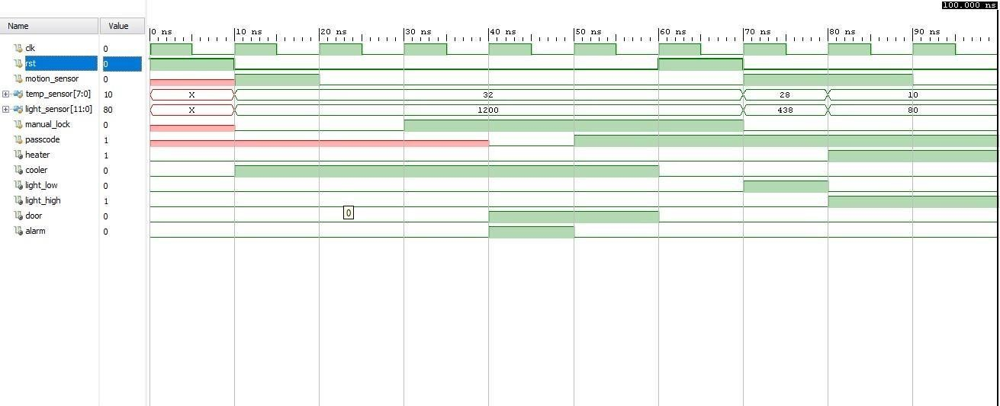 100.000 ns
Name Value
0 ns 10 ns 20 ns 30 ns 40 ns 50 ns 60 ns 70 ns 80 ns 90 ns
clk 0
rst 0
motion_sensor 0
temp_sensor[7:0] 10 X 32 28 10
light_sensor[11:0] 80 X 1200 438 80
manual_lock 0
passcode 1
heater 1
cooler 0
light_low 0
light_high 1
door 0 0
alarm 0